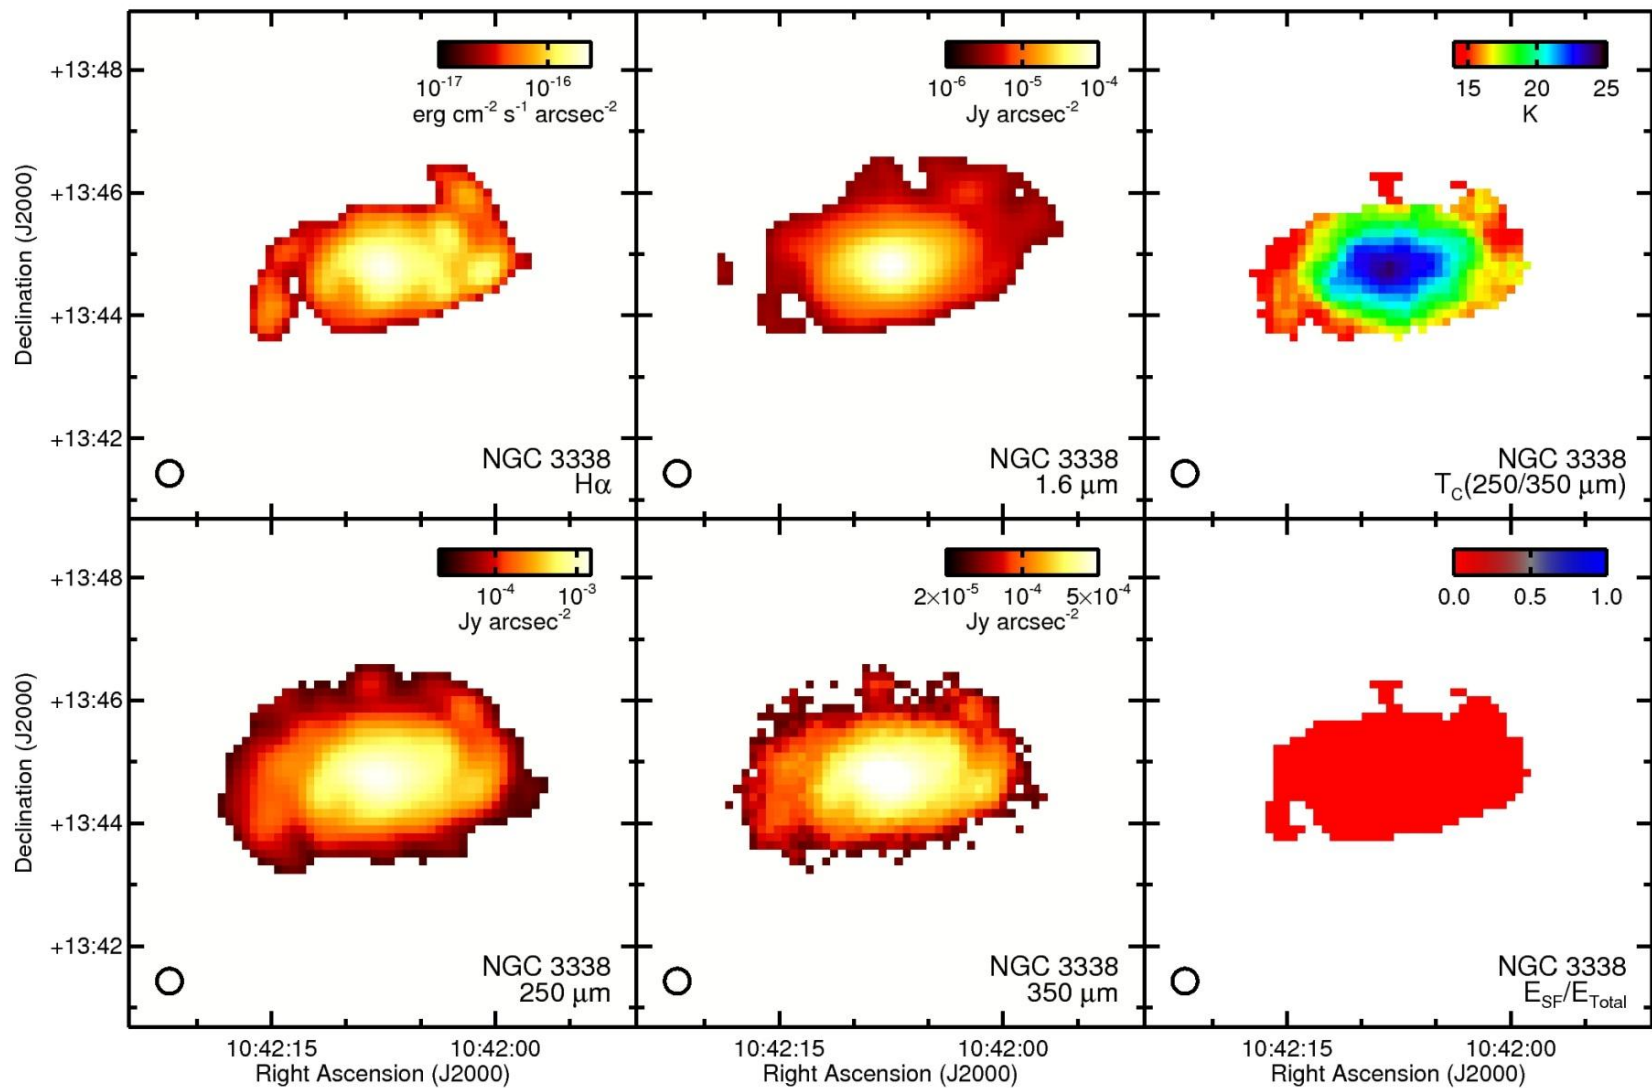 10⁻¹⁷ 10⁻¹⁶
erg cm⁻² s⁻¹ arcsec⁻²
10⁻⁶ 10⁻⁵ 10⁻⁴
Jy arcsec⁻²
15 20 25
K
+13:48
+13:46
+13:44
+13:42
Declination (J2000)
NGC 3338
Hα
NGC 3338
1.6 μm
NGC 3338
T_C(250/350 μm)
10⁻⁴ 10⁻³
Jy arcsec⁻²
2×10⁻⁵ 10⁻⁴ 5×10⁻⁴
Jy arcsec⁻²
0.0 0.5 1.0
+13:48
+13:46
+13:44
+13:42
Declination (J2000)
NGC 3338
250 μm
NGC 3338
350 μm
NGC 3338
E_SF/E_Total
10:42:15 10:42:00
Right Ascension (J2000)
10:42:15 10:42:00
Right Ascension (J2000)
10:42:15 10:42:00
Right Ascension (J2000)